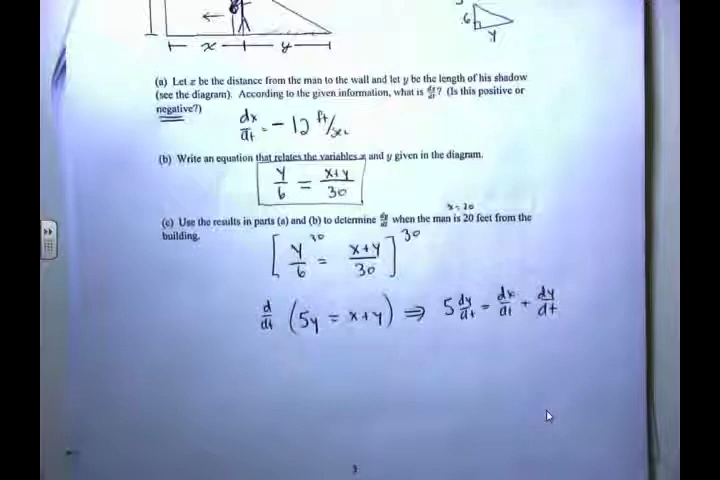 6
x y
y
(a) Let x be the distance from the man to the wall and let y be the length of his shadow
(see the diagram). According to the given information, what is dx/dt? (Is this positive or
negative?)
dx/dt = -12 ft/sec
(b) Write an equation that relates the variables x and y given in the diagram.
y/6 = x+y/30
x=20
(c) Use the results in parts (a) and (b) to determine dy/dt when the man is 20 feet from the
building.
[ y/6 30 = x+y/30 ] 30
d/dt (5y = x+y) ⇒ 5 dy/dt = dx/dt + dy/dt
3